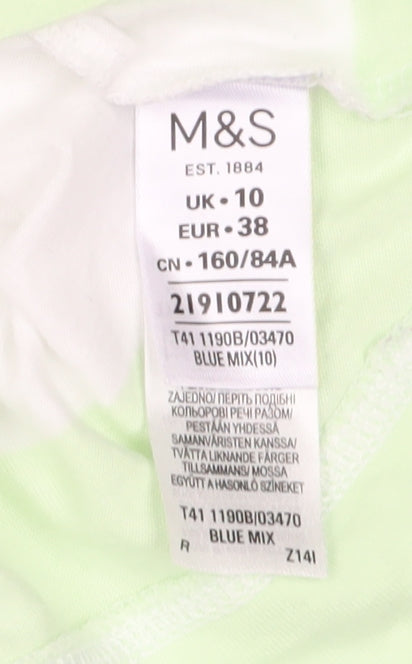 M&S
EST. 1884
UK • 10
EUR • 38
CN • 160/84A
21910722
T41 1190B/03470
BLUE MIX(10)
ZAJEDNO/ ПЕРІТЬ ПОДІБНІ
КОЛЬОРОВІ РЕЧІ РАЗОМ/
PESTÄÄN YHDESSÄ
SAMANVÄRISTEN KANSSA/
TVÄTTA LIKNANDE FÄRGER
TILLSAMMANS/ MOSSA
EGYÜTT A HASONLÓ SZÍNEKET
T41 1190B/03470
BLUE MIX
R Z14I